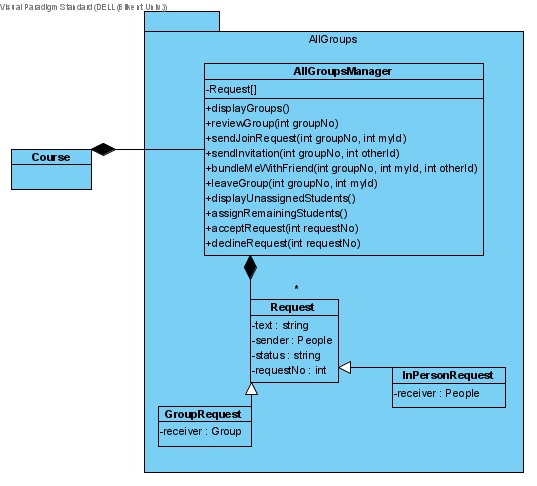 Visual Paradigm Standard (DELL (Bilkent Univ.))
AllGroups
AllGroupsManager
-Request[]
+displayGroups()
+reviewGroup(int groupNo)
+sendJoinRequest(int groupNo, int myId)
+sendInvitation(int groupNo, int otherId)
+bundleMeWithFriend(int groupNo, int myId, int otherId)
+leaveGroup(int groupNo, int myId)
+displayUnassignedStudents()
+assignRemainingStudents()
+acceptRequest(int requestNo)
+declineRequest(int requestNo)
Course
*
Request
-text : string
-sender : People
-status : string
-requestNo : int
InPersonRequest
-receiver : People
GroupRequest
-receiver : Group